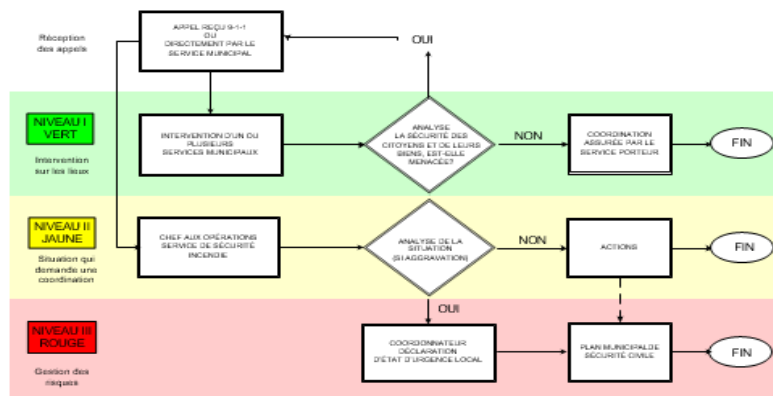 Réception
des appels
APPEL REÇU 9-1-1
OU
DIRECTEMENT PAR LE
SERVICE MUNICIPAL
OUI
NIVEAU I
VERT
Intervention
sur les lieux
INTERVENTION D'UN OU
PLUSIEURS
SERVICES MUNICIPAUX
ANALYSE
LA SÉCURITÉ DES
CITOYENS ET DE LEURS
BIENS, EST-ELLE
MENACÉE?
NON
COORDINATION
ASSURÉE PAR LE
SERVICE PORTEUR
FIN
NIVEAU II
JAUNE
Situation qui
demande une
coordination
CHEF AUX OPÉRATIONS
SERVICE DE SÉCURITÉ
INCENDIE
ANALYSE DE LA
SITUATION
(SI AGGRAVATION)
NON
ACTIONS
FIN
OUI
NIVEAU III
ROUGE
Gestion des
risques
COORDONNATEUR
DÉCLARATION
D'ÉTAT D'URGENCE LOCAL
PLAN MUNICIPAL DE
SÉCURITÉ CIVILE
FIN